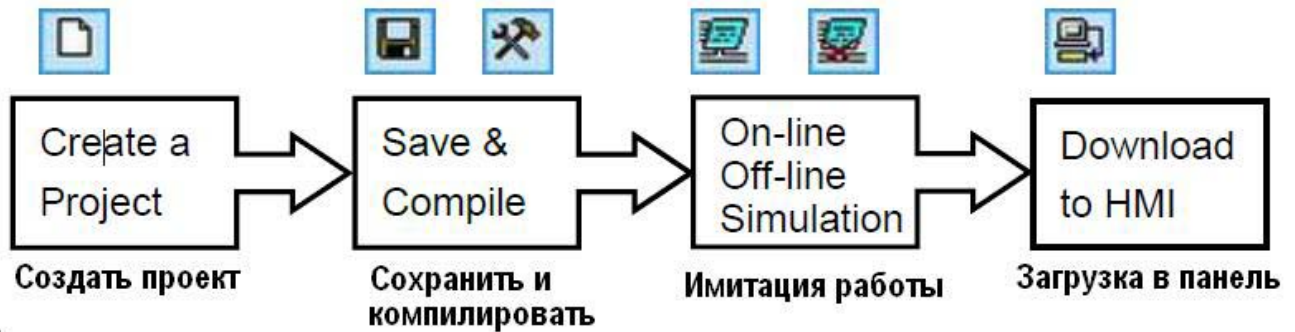 Create a
Project
Save &
Compile
On-line
Off-line
Simulation
Download
to HMI
Создать проект
Сохранить и
компилировать
Имитация работы
Загрузка в панель